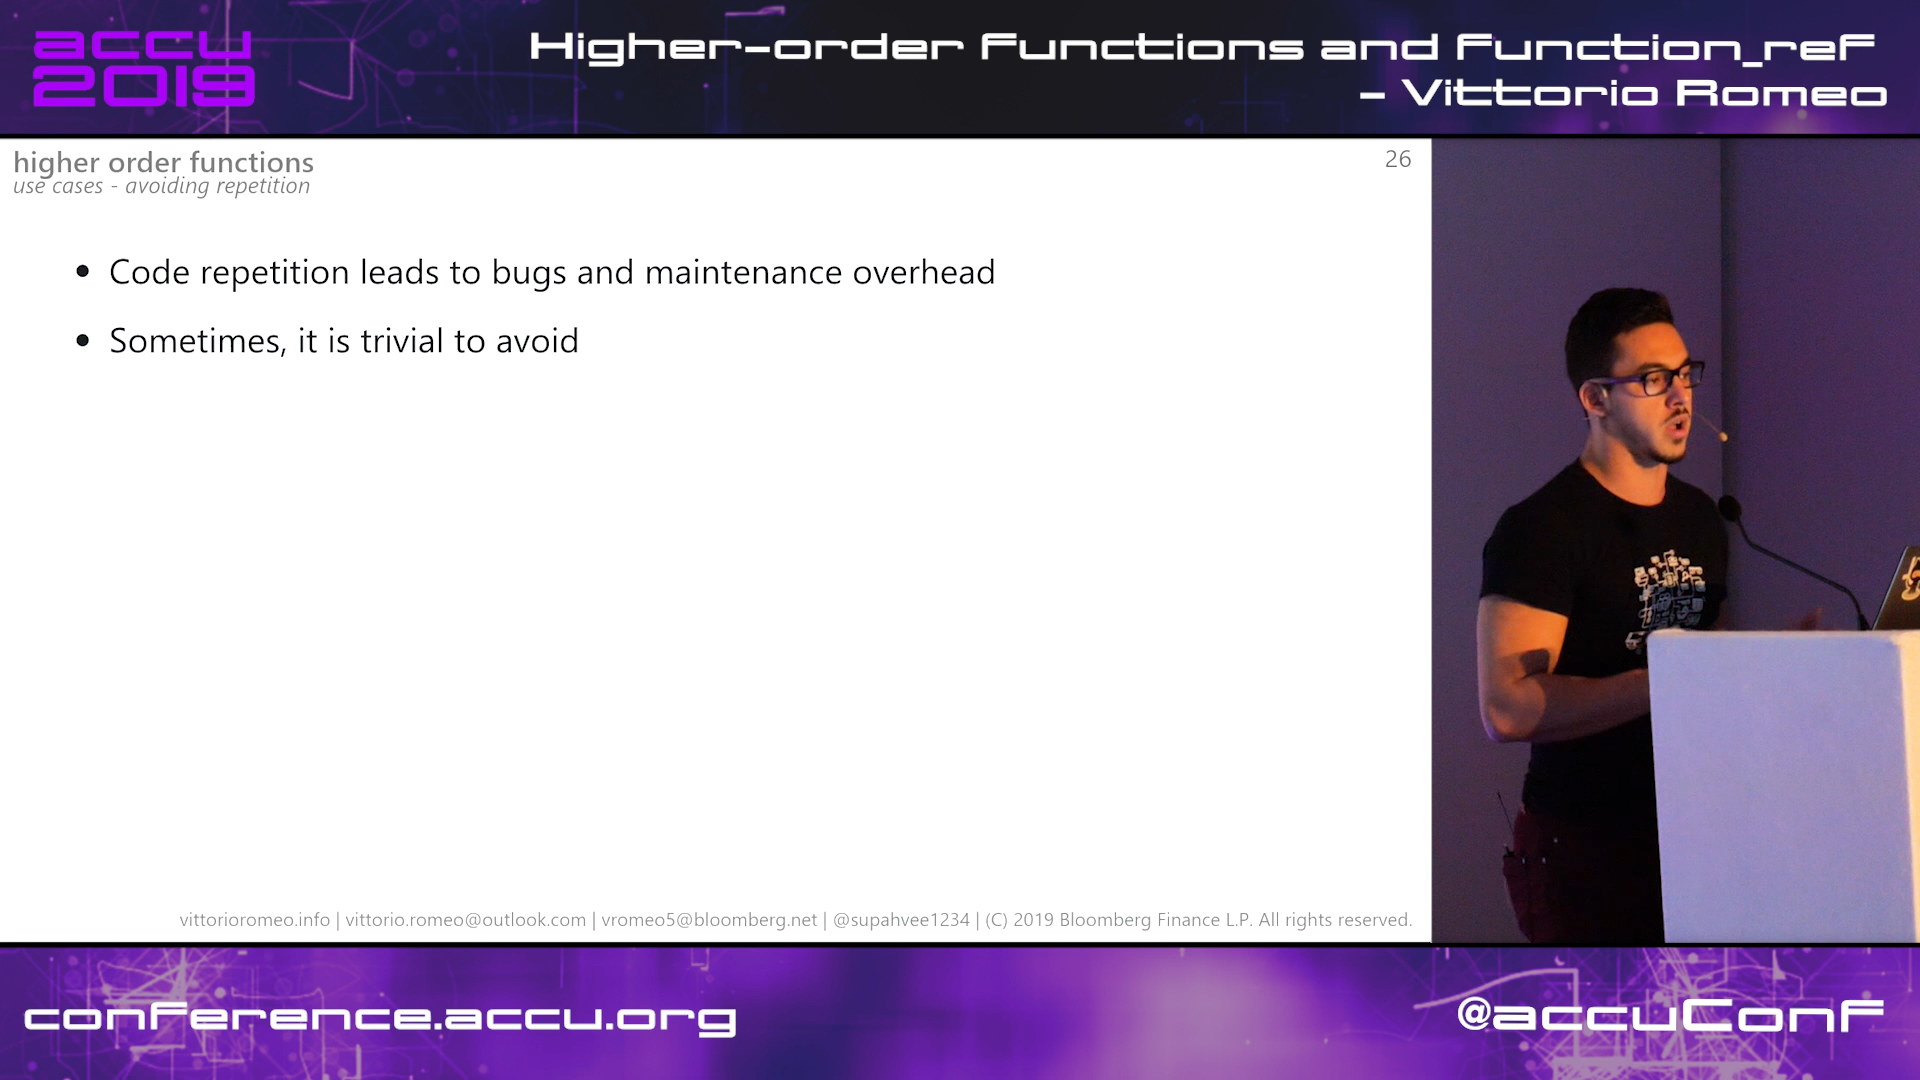 accu
2019
Higher-order Functions and Function_ref
- Vittorio Romeo
higher order functions
use cases - avoiding repetition
26
• Code repetition leads to bugs and maintenance overhead
• Sometimes, it is trivial to avoid
vittorioromeo.info | vittorio.romeo@outlook.com | vromeo5@bloomberg.net | @supahvee1234 | (C) 2019 Bloomberg Finance L.P. All rights reserved.
conference.accu.org
@accuConf